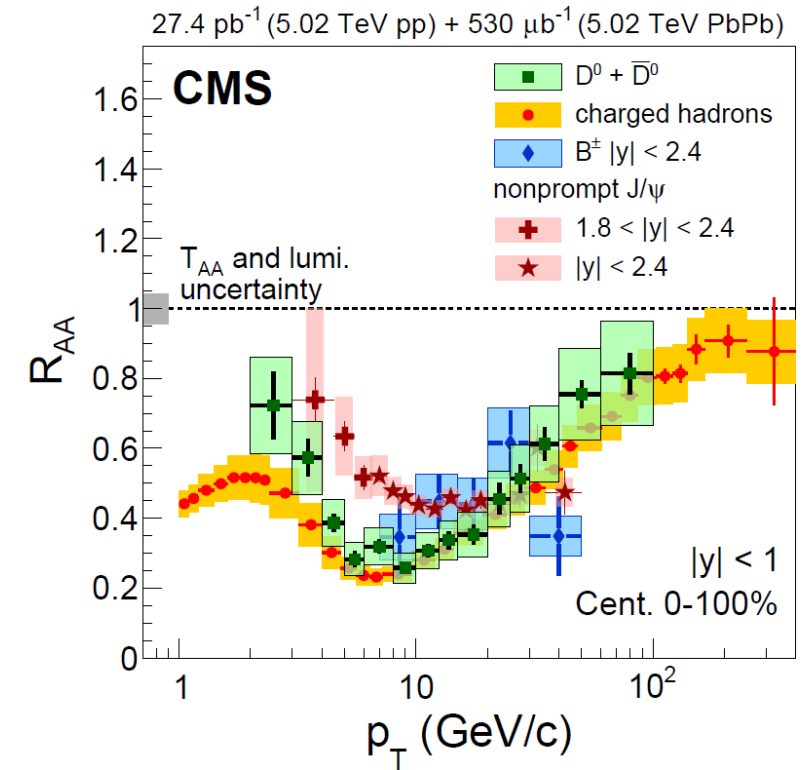 27.4 pb⁻¹ (5.02 TeV pp) + 530 μb⁻¹ (5.02 TeV PbPb)
CMS
D⁰ + D̅⁰
charged hadrons
B± |y| < 2.4
nonprompt J/ψ
1.8 < |y| < 2.4
|y| < 2.4
T_AA and lumi.
uncertainty
|y| < 1
Cent. 0-100%
R_AA
1.6
1.4
1.2
1
0.8
0.6
0.4
0.2
0
1
10
10²
p_T (GeV/c)